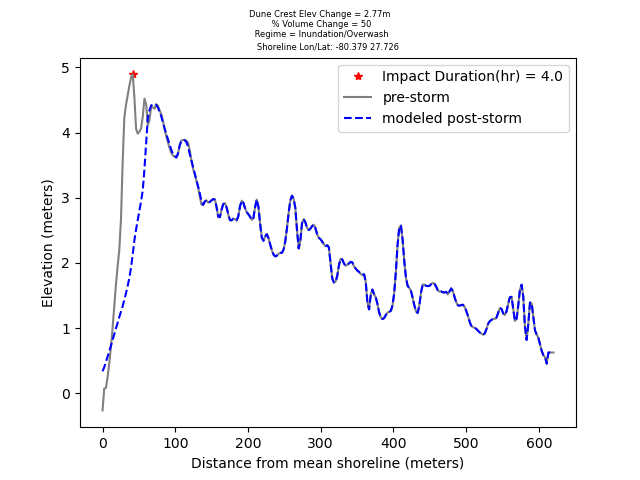 Dune Crest Elev Change = 2.77m
% Volume Change = 50
Regime = Inundation/Overwash
Shoreline Lon/Lat: -80.379 27.726
Impact Duration(hr) = 4.0
pre-storm
modeled post-storm
Elevation (meters)
5
4
3
2
1
0
0 100 200 300 400 500 600
Distance from mean shoreline (meters)